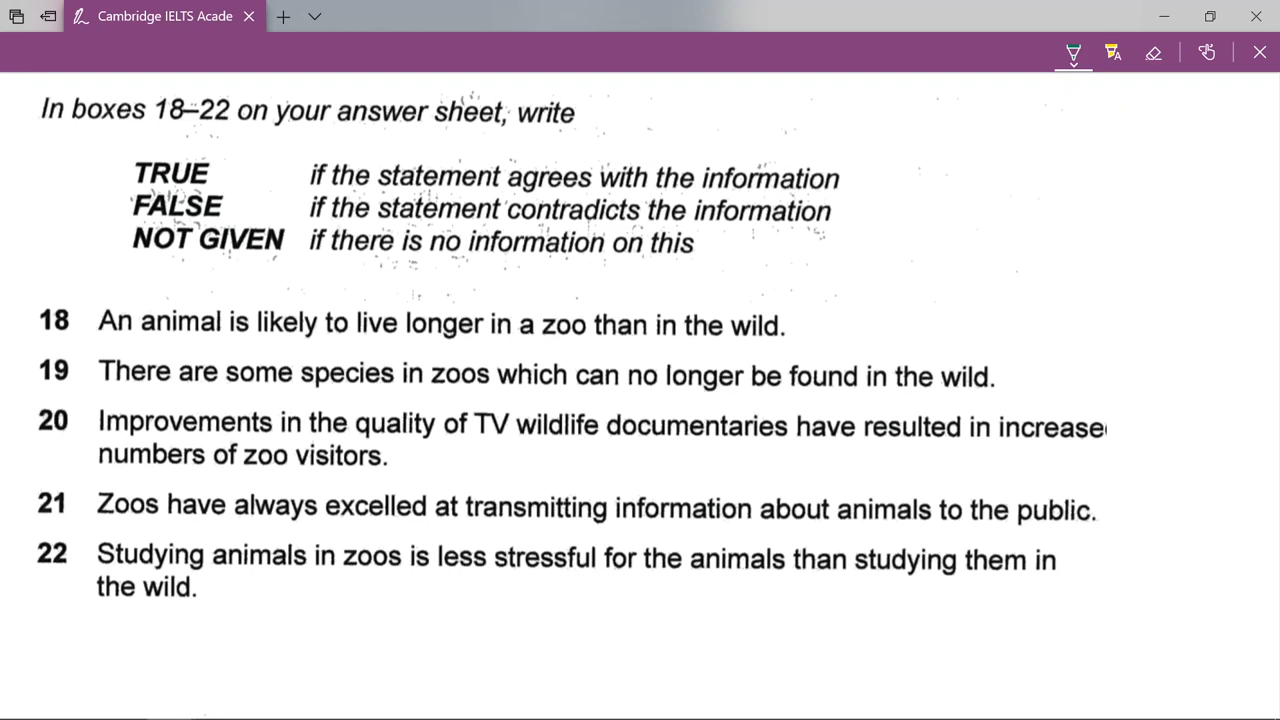 Cambridge IELTS Acade
In boxes 18–22 on your answer sheet, write
TRUE if the statement agrees with the information
FALSE if the statement contradicts the information
NOT GIVEN if there is no information on this
18 An animal is likely to live longer in a zoo than in the wild.
19 There are some species in zoos which can no longer be found in the wild.
20 Improvements in the quality of TV wildlife documentaries have resulted in increase
numbers of zoo visitors.
21 Zoos have always excelled at transmitting information about animals to the public.
22 Studying animals in zoos is less stressful for the animals than studying them in
the wild.